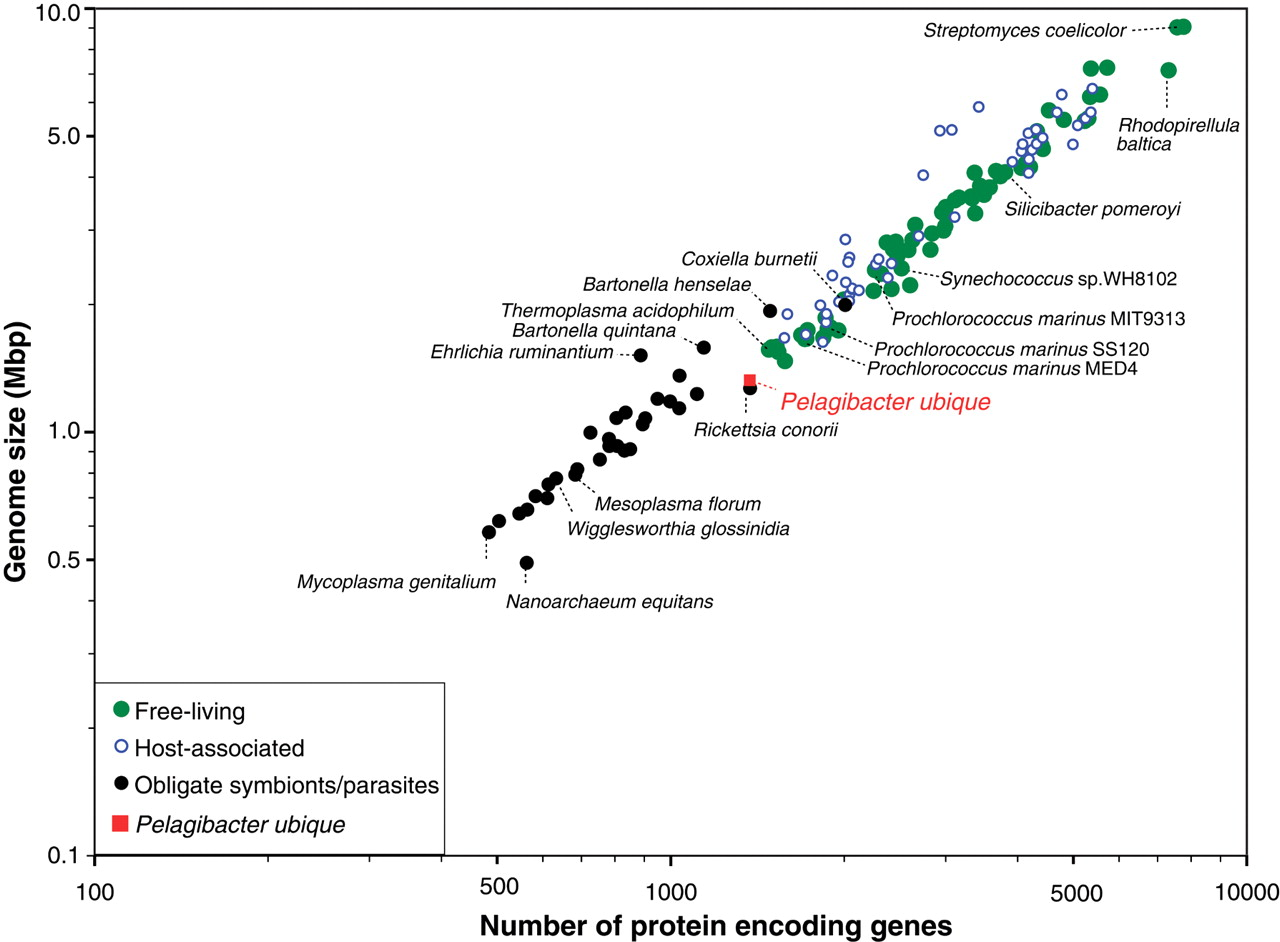 10.0
5.0
1.0
0.5
0.1
Genome size (Mbp)
Streptomyces coelicolor
Rhodopirellula
baltica
Silicibacter pomeroyi
Coxiella burnetii
Synechococcus sp.WH8102
Bartonella henselae
Thermoplasma acidophilum
Prochlorococcus marinus MIT9313
Bartonella quintana
Ehrlichia ruminantium
Prochlorococcus marinus SS120
Prochlorococcus marinus MED4
Pelagibacter ubique
Rickettsia conorii
Mesoplasma florum
Wigglesworthia glossinidia
Mycoplasma genitalium
Nanoarchaeum equitans
Free-living
Host-associated
Obligate symbionts/parasites
Pelagibacter ubique
100
500
1000
5000
10000
Number of protein encoding genes